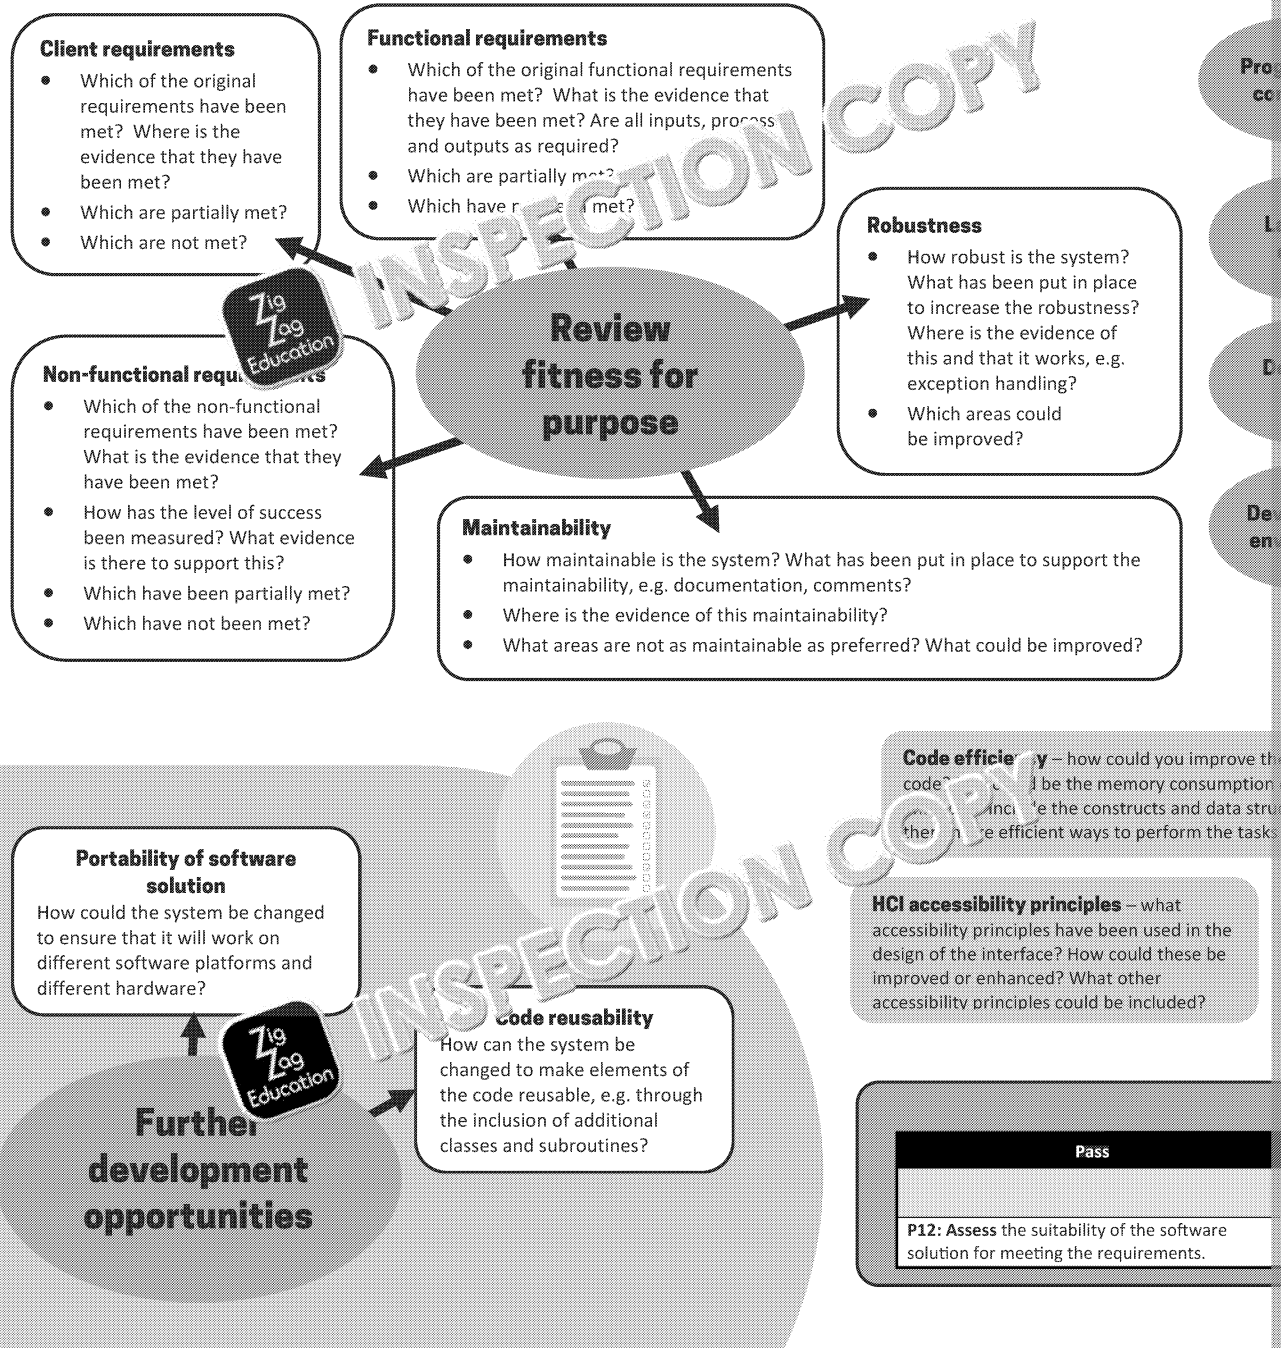 Client requirements
Which of the original
requirements have been
met? Where is the
evidence that they have
been met?
Which are partially met?
Which are not met?
Functional requirements
Which of the original functional requirements
have been met? What is the evidence that
they have been met? Are all inputs, process
and outputs as required?
Which are partially met?
Which have met?
Robustness
How robust is the system?
What has been put in place
to increase the robustness?
Where is the evidence of
this and that it works, e.g.
exception handling?
Which areas could
be improved?
Review
fitness for
purpose
Non-functional requirements
Which of the non-functional
requirements have been met?
What is the evidence that they
have been met?
How has the level of success
been measured? What evidence
is there to support this?
Which have been partially met?
Which have not been met?
Maintainability
How maintainable is the system? What has been put in place to support the
maintainability, e.g. documentation, comments?
Where is the evidence of this maintainability?
What areas are not as maintainable as preferred? What could be improved?
INSPECTION COPY
Zig
Zag
Education
Code efficiency – how could you improve
code? be the memory consumption
the constructs and data
efficient ways to perform the tasks
HCI accessibility principles – what
accessibility principles have been used in the
design of the interface? How could these be
improved or enhanced? What other
accessibility principles could be included?
Portability of software
solution
How could the system be changed
to ensure that it will work on
different software platforms and
different hardware?
Code reusability
How can the system be
changed to make elements of
the code reusable, e.g. through
the inclusion of additional
classes and subroutines?
Further
development
opportunities
INSPECTION COPY
Zig
Zag
Education
Pass
P12: Assess the suitability of the software
solution for meeting the requirements.